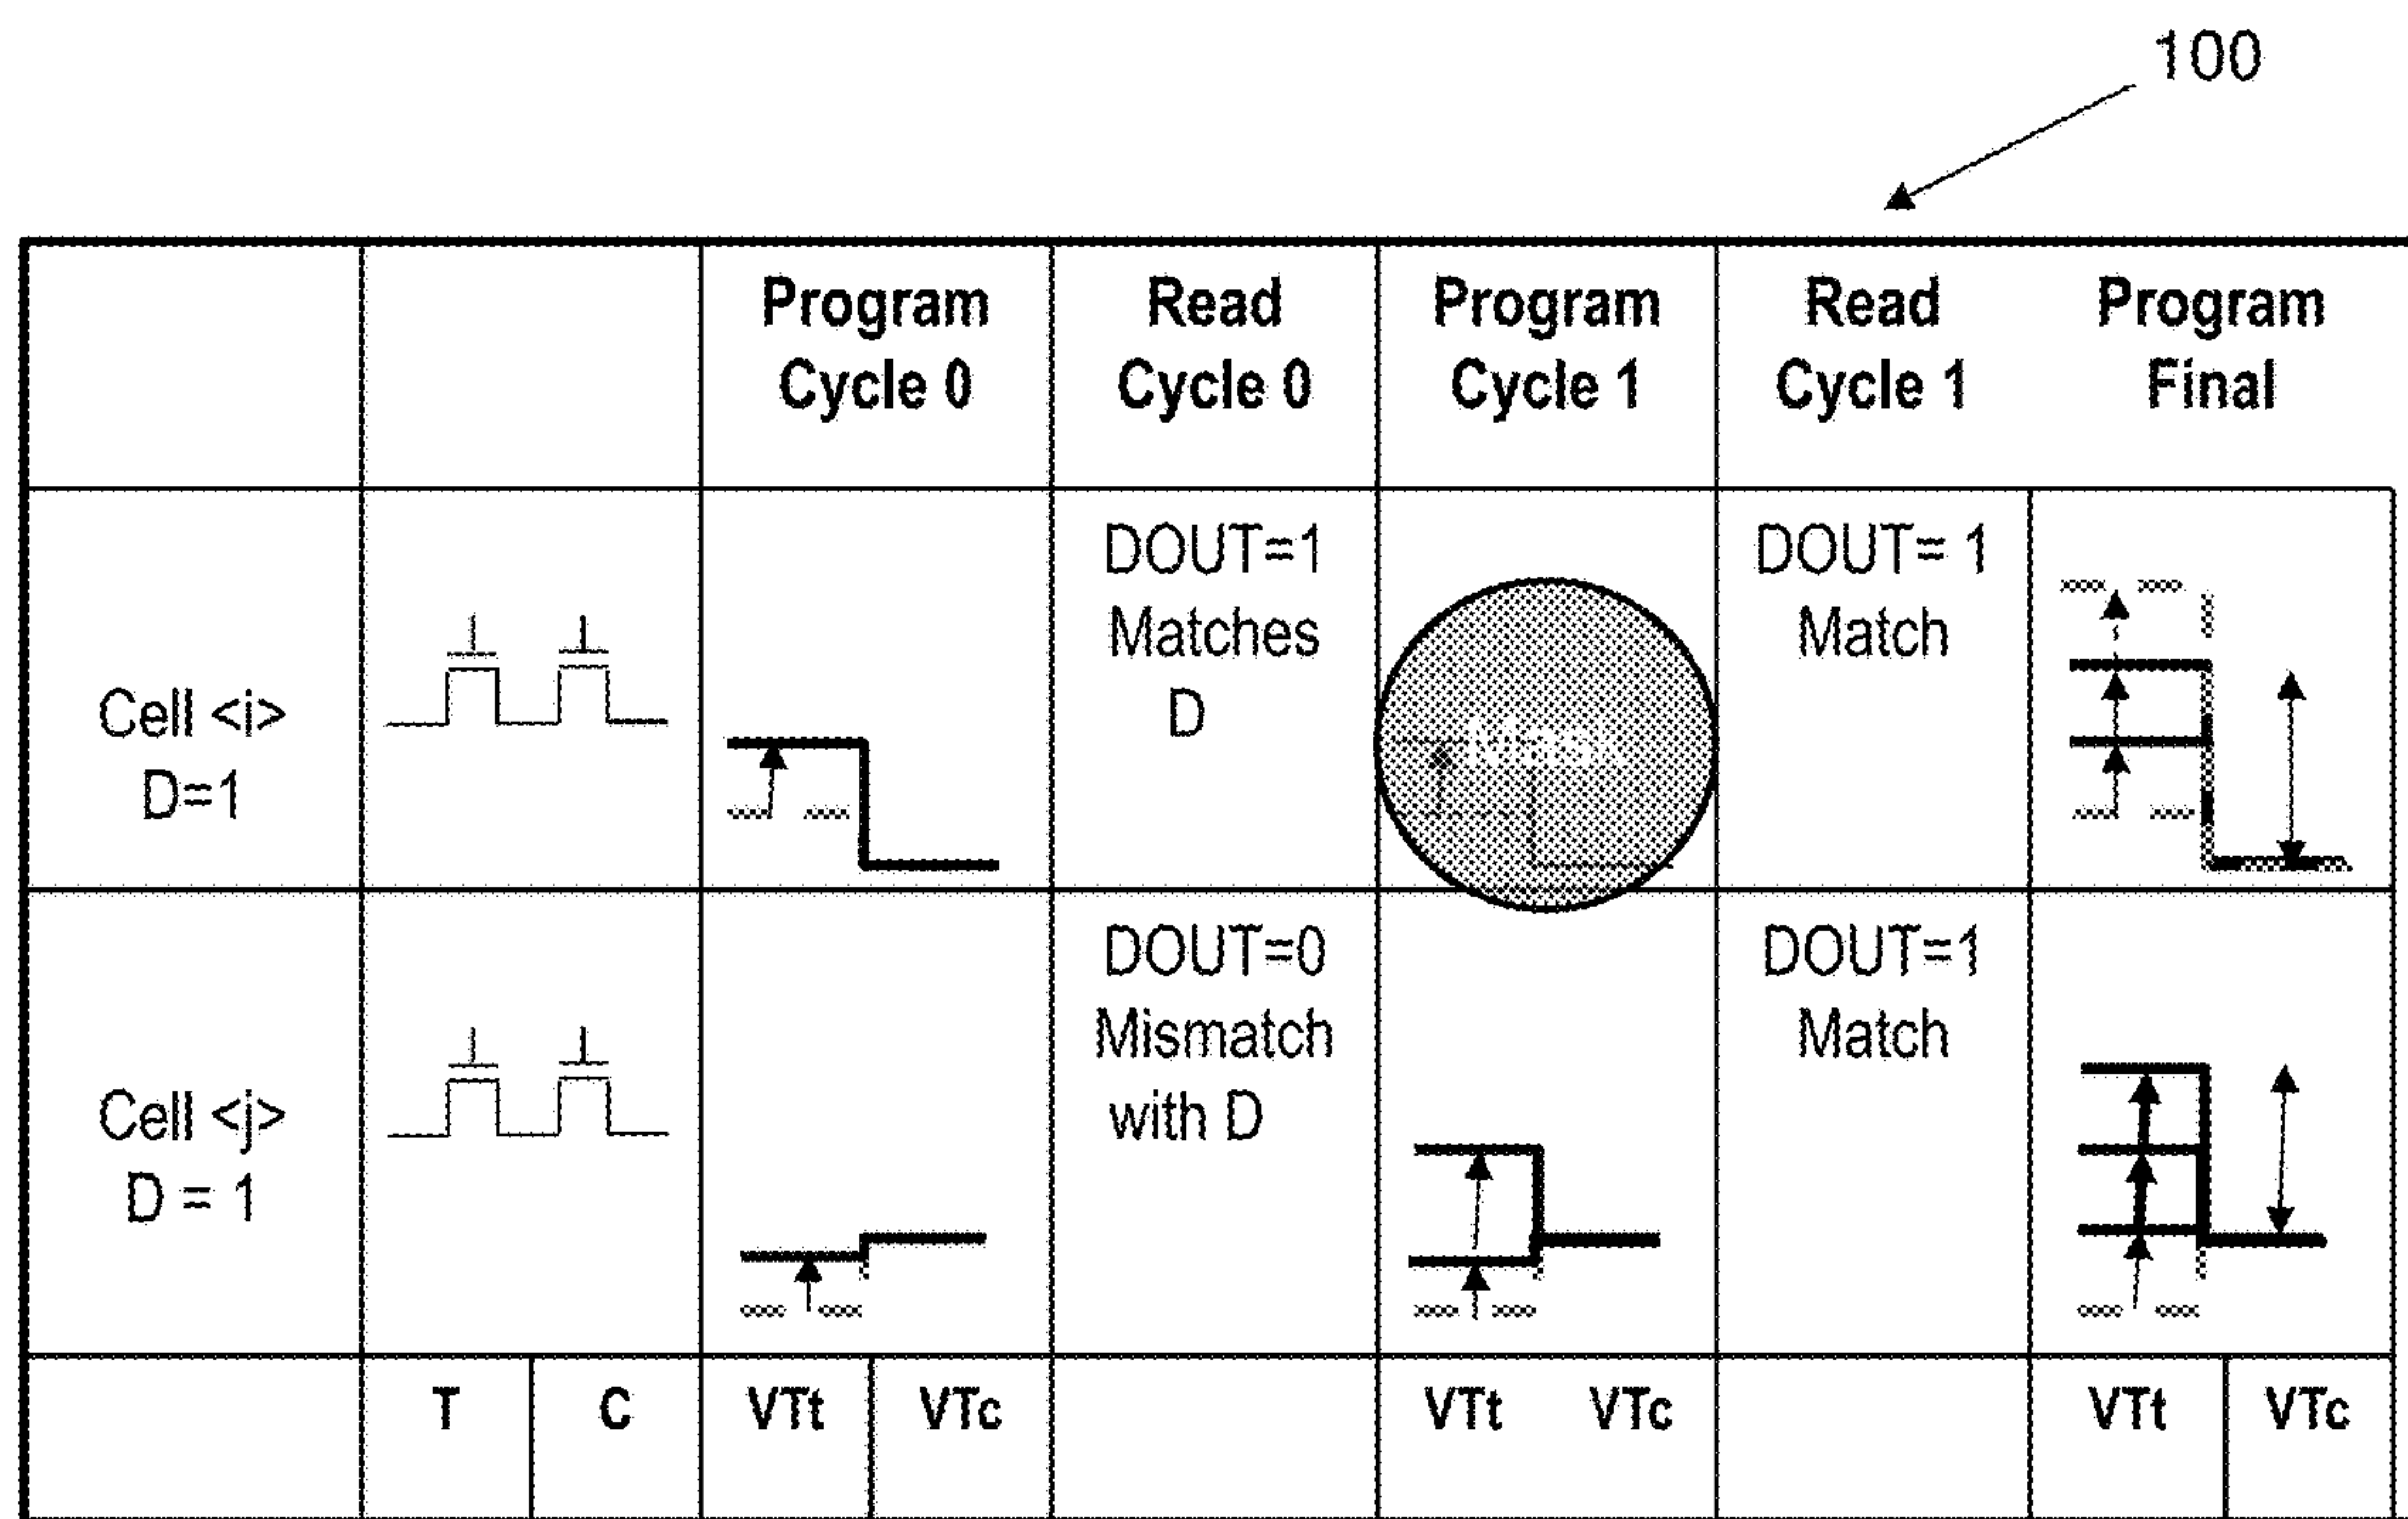 100
Program Cycle 0
Read Cycle 0
Program Cycle 1
Read Cycle 1
Program Final
Cell <i>
D=1
DOUT=1
Matches
D
Mask
DOUT= 1
Match
Cell <j>
D = 1
DOUT=0
Mismatch
with D
DOUT=1
Match
T
C
VTt
VTc
VTt
VTc
VTt
VTc